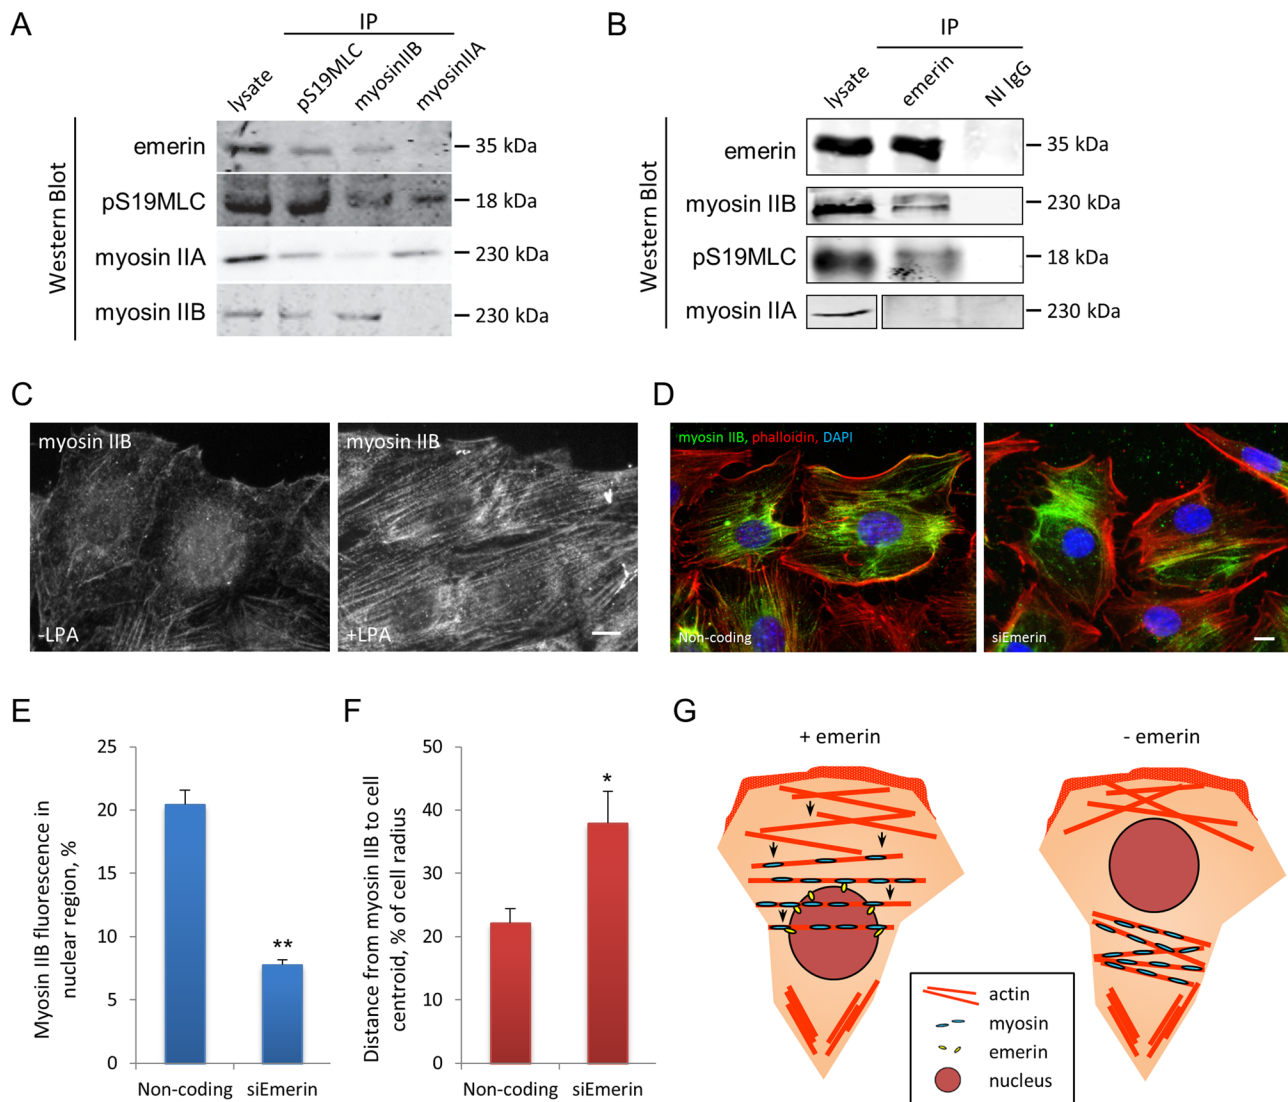 A
IP
lysate
pS19MLC
myosinIIB
myosinIIA
Western Blot
emerin
35 kDa
pS19MLC
18 kDa
myosin IIA
230 kDa
myosin IIB
230 kDa
B
IP
lysate
emerin
NI IgG
Western Blot
emerin
35 kDa
myosin IIB
230 kDa
pS19MLC
18 kDa
myosin IIA
230 kDa
C
myosin IIB
-LPA
myosin IIB
+LPA
D
myosin IIB, phalloidin, DAPI
Non-coding
siEmerin
E
Myosin IIB fluorescence in
nuclear region, %
25
20
15
10
5
0
**
Non-coding
siEmerin
F
Distance from myosin IIB to cell
centroid, % of cell radius
50
40
30
20
10
0
*
Non-coding
siEmerin
G
+ emerin
- emerin
actin
myosin
emerin
nucleus